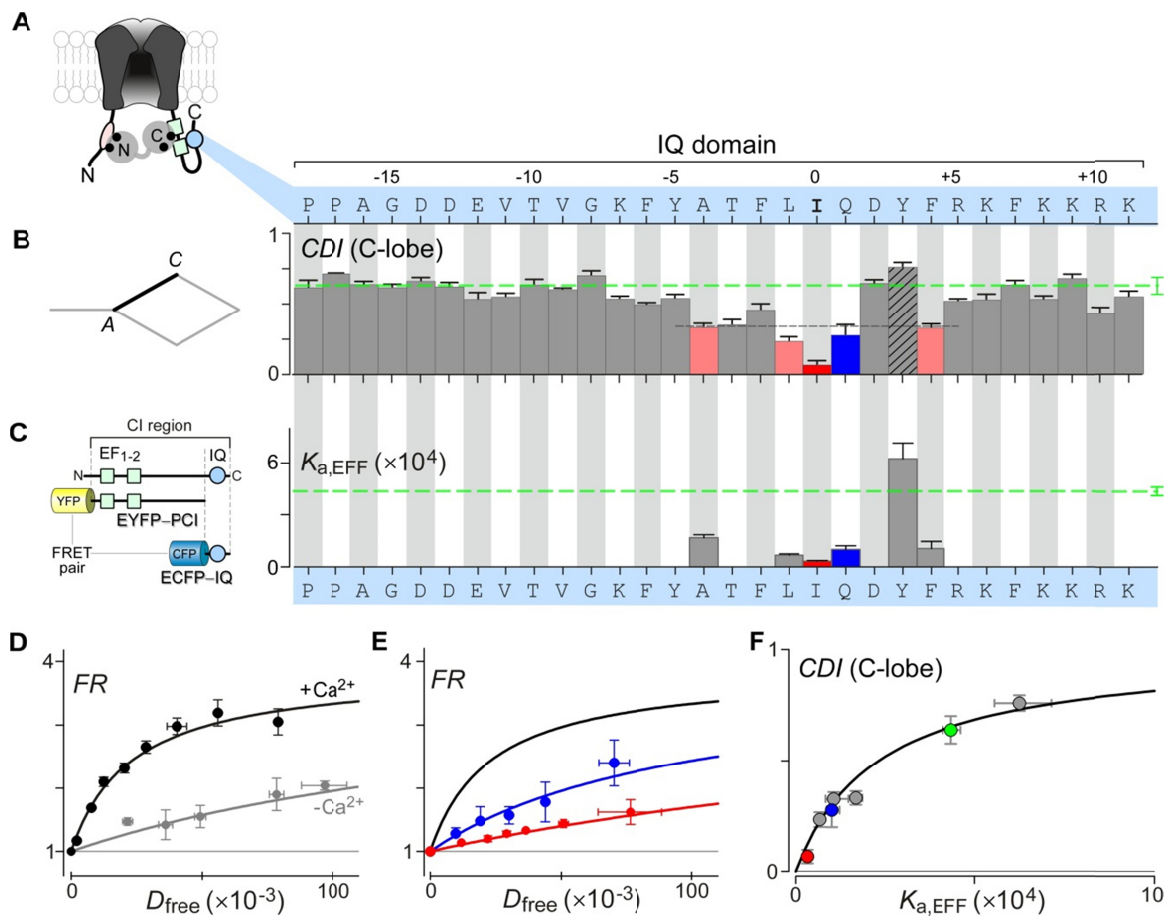 A
N
N
C
C
IQ domain
-15 -10 -5 0 +5 +10
P P A G D D E V T V G K F Y A T F L I Q D Y F R K F K K R K
B
C
A
1
CDI (C-lobe)
0
C
CI region
EF1-2 IQ
N C
YFP
EYFP–PCI
FRET
pair
CFP
ECFP–IQ
6
Ka,EFF (×10⁴)
0
P P A G D D E V T V G K F Y A T F L I Q D Y F R K F K K R K
D
4
FR
+Ca²⁺
-Ca²⁺
1
0 100
Dfree (×10⁻³)
E
4
FR
1
0 100
Dfree (×10⁻³)
F
1
CDI (C-lobe)
0
0 10
Ka,EFF (×10⁴)